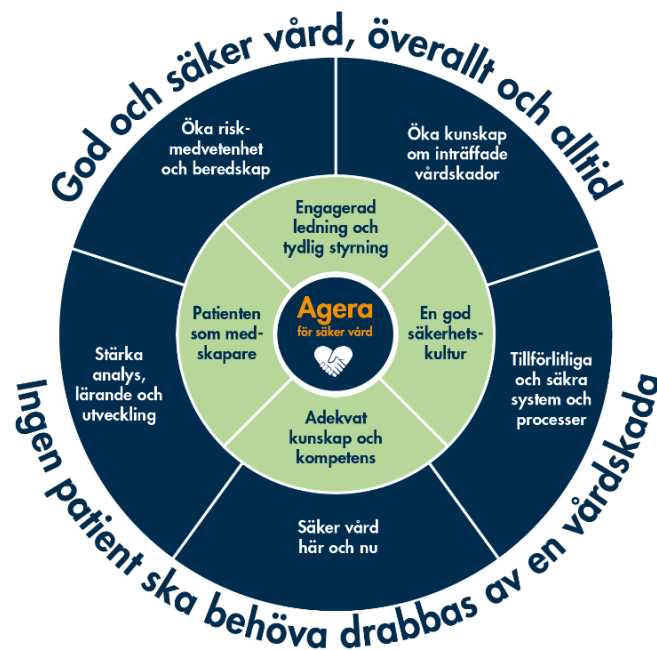 God och säker vård, överallt och alltid
Öka risk-
medvetenhet
och beredskap
Öka kunskap
om inträffade
vårdskador
Engagerad
ledning och
tydlig styrning
Patienten
som med-
skapare
Agera
för säker vård
En god
säkerhets-
kultur
Stärka
analys,
lärande och
utveckling
Tillförlitliga
och säkra
system och
processer
Adekvat
kunskap och
kompetens
Säker vård
här och nu
Ingen patient ska behöva drabbas av en vårdskada